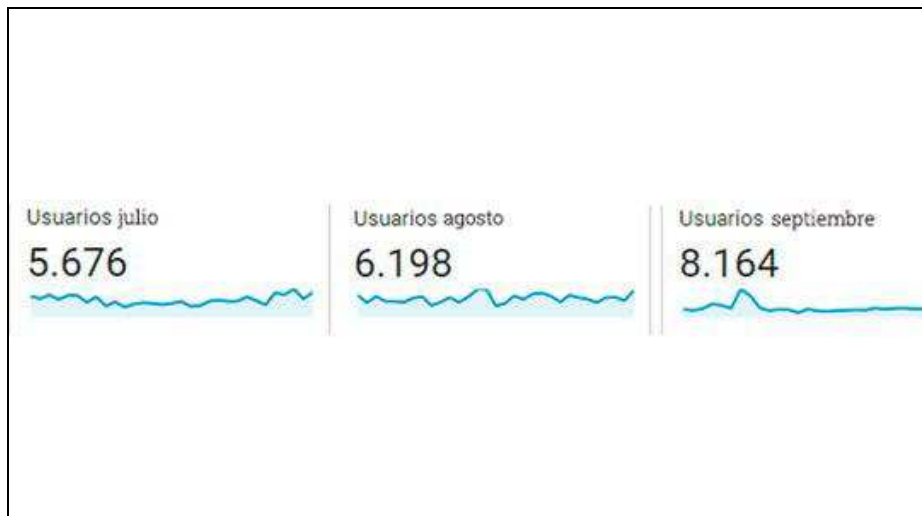 Usuarios julio
5.676
Usuarios agosto
6.198
Usuarios septiembre
8.164